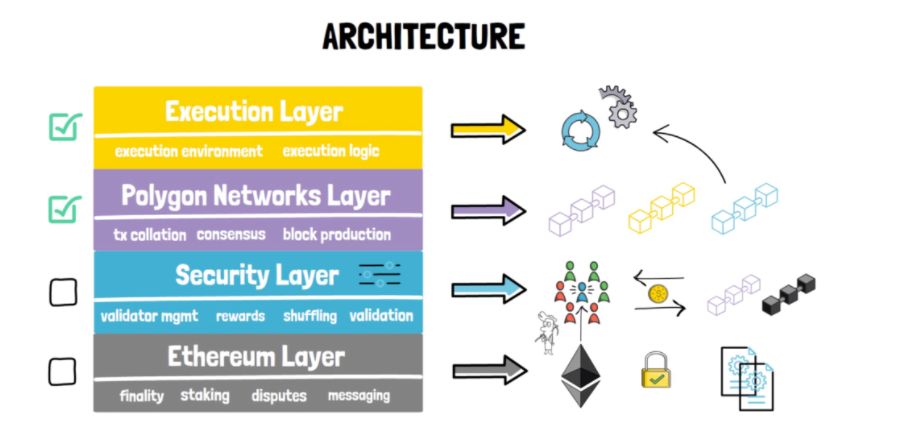 ARCHITECTURE
Execution Layer
execution environment execution logic
Polygon Networks Layer
tx collation consensus block production
Security Layer
validator mgmt rewards shuffling validation
Ethereum Layer
finality staking disputes messaging